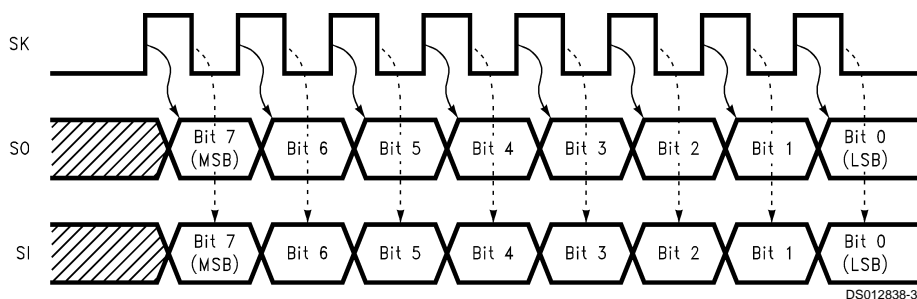 SK
SO Bit 7 (MSB) Bit 6 Bit 5 Bit 4 Bit 3 Bit 2 Bit 1 Bit 0 (LSB)
SI Bit 7 (MSB) Bit 6 Bit 5 Bit 4 Bit 3 Bit 2 Bit 1 Bit 0 (LSB)
DS012838-3